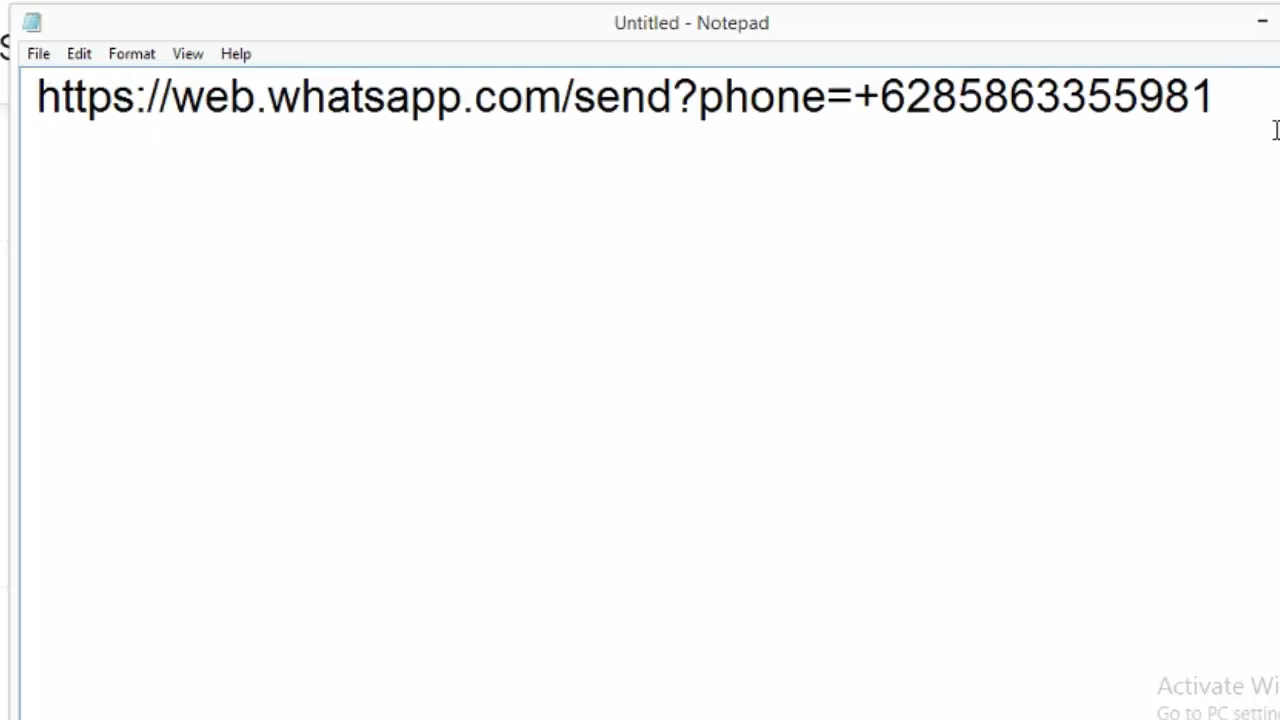 Untitled - Notepad
File Edit Format View Help
https://web.whatsapp.com/send?phone=+6285863355981
Activate Wi
Go to PC settin